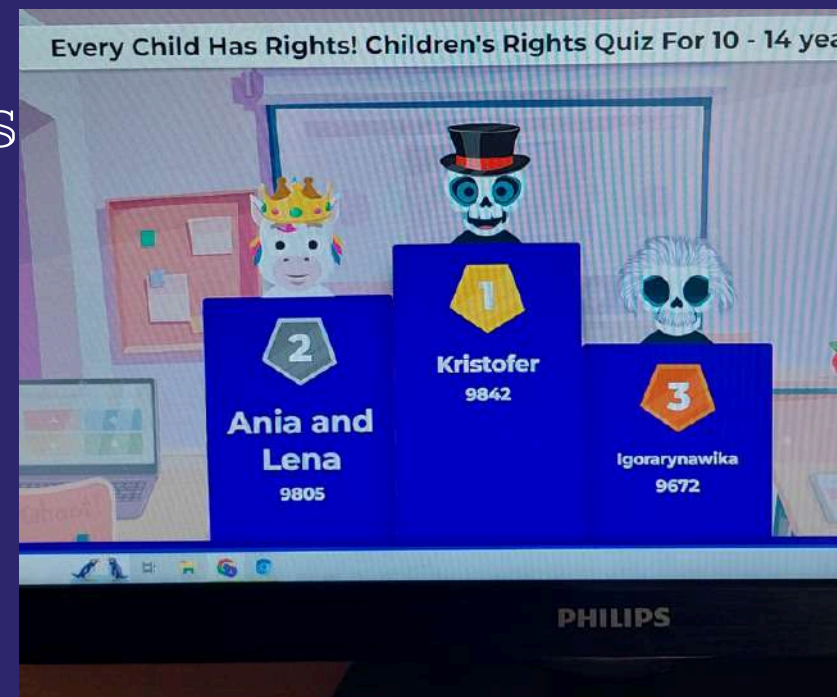 Every Child Has Rights! Children's Rights Quiz For 10 - 14
S
1
2
3
Kristofer
9842
Ania and
Lena
9805
Igorarynawika
9672
PHILIPS